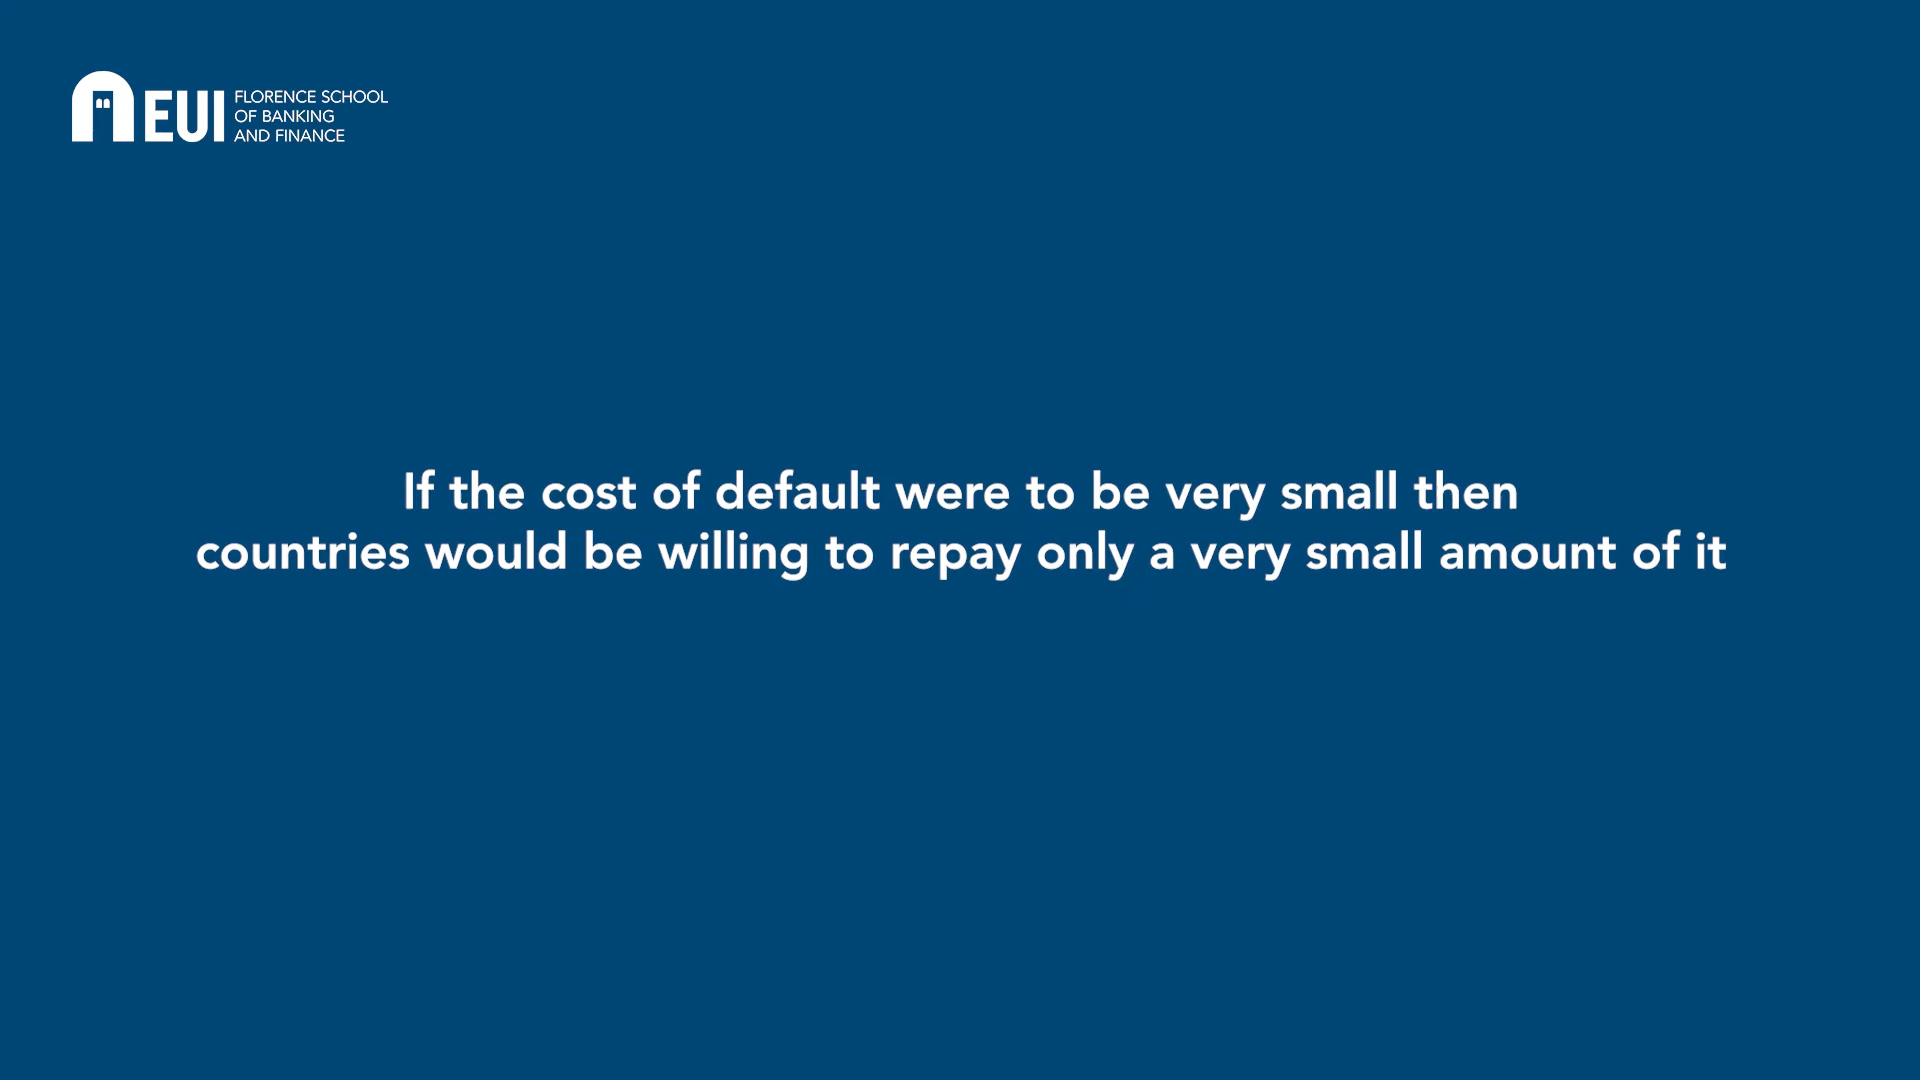 EUI
FLORENCE SCHOOL
OF BANKING
AND FINANCE
If the cost of default were to be very small then
countries would be willing to repay only a very small amount of it